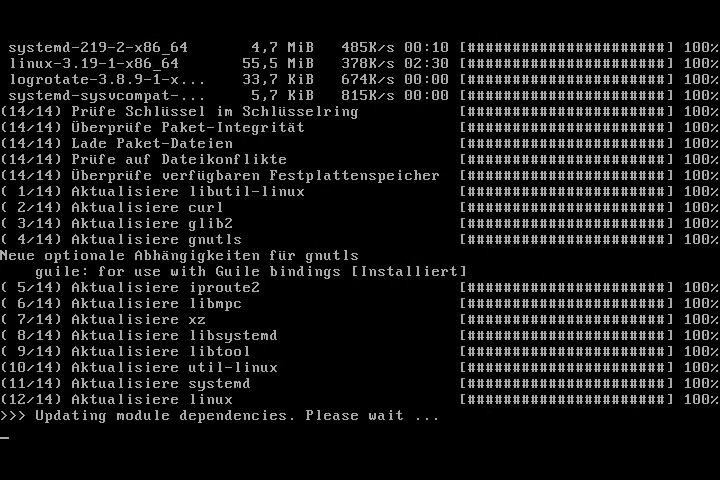 systemd-219-2-x86_64 4,7 MiB 485K/s 00:10 [######################] 100%
linux-3.19-1-x86_64 55,5 MiB 378K/s 02:30 [######################] 100%
logrotate-3.8.9-1-x... 33,7 KiB 674K/s 00:00 [######################] 100%
systemd-sysvcompat-... 5,7 KiB 815K/s 00:00 [######################] 100%
(14/14) Prüfe Schlüssel im Schlüsselring [######################] 100%
(14/14) Überprüfe Paket-Integrität [######################] 100%
(14/14) Lade Paket-Dateien [######################] 100%
(14/14) Prüfe auf Dateikonflikte [######################] 100%
(14/14) Überprüfe verfügbaren Festplattenspeicher [######################] 100%
( 1/14) Aktualisiere libutil-linux [######################] 100%
( 2/14) Aktualisiere curl [######################] 100%
( 3/14) Aktualisiere glib2 [######################] 100%
( 4/14) Aktualisiere gnutls [######################] 100%
Neue optionale Abhängigkeiten für gnutls
guile: for use with Guile bindings [Installiert]
( 5/14) Aktualisiere iproute2 [######################] 100%
( 6/14) Aktualisiere libmpc [######################] 100%
( 7/14) Aktualisiere xz [######################] 100%
( 8/14) Aktualisiere libsystemd [######################] 100%
( 9/14) Aktualisiere libtool [######################] 100%
(10/14) Aktualisiere util-linux [######################] 100%
(11/14) Aktualisiere systemd [######################] 100%
(12/14) Aktualisiere linux [######################] 100%
>>> Updating module dependencies. Please wait ...
_